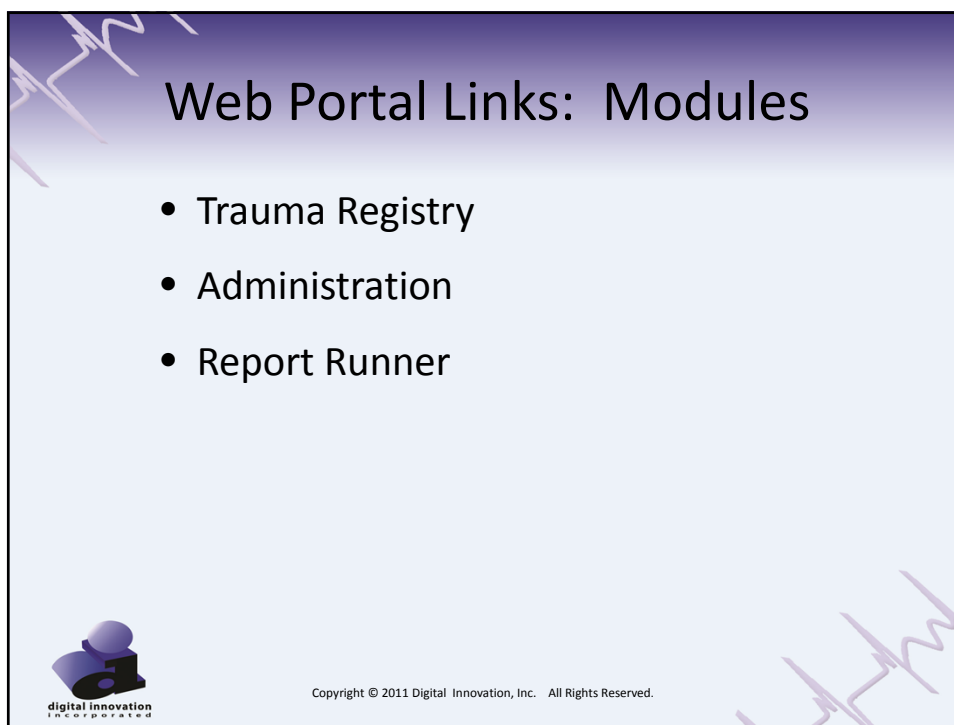 Web Portal Links:  Modules
• Trauma Registry
• Administration
• Report Runner
digital innovation
incorporated
Copyright © 2011 Digital Innovation, Inc.   All Rights Reserved.